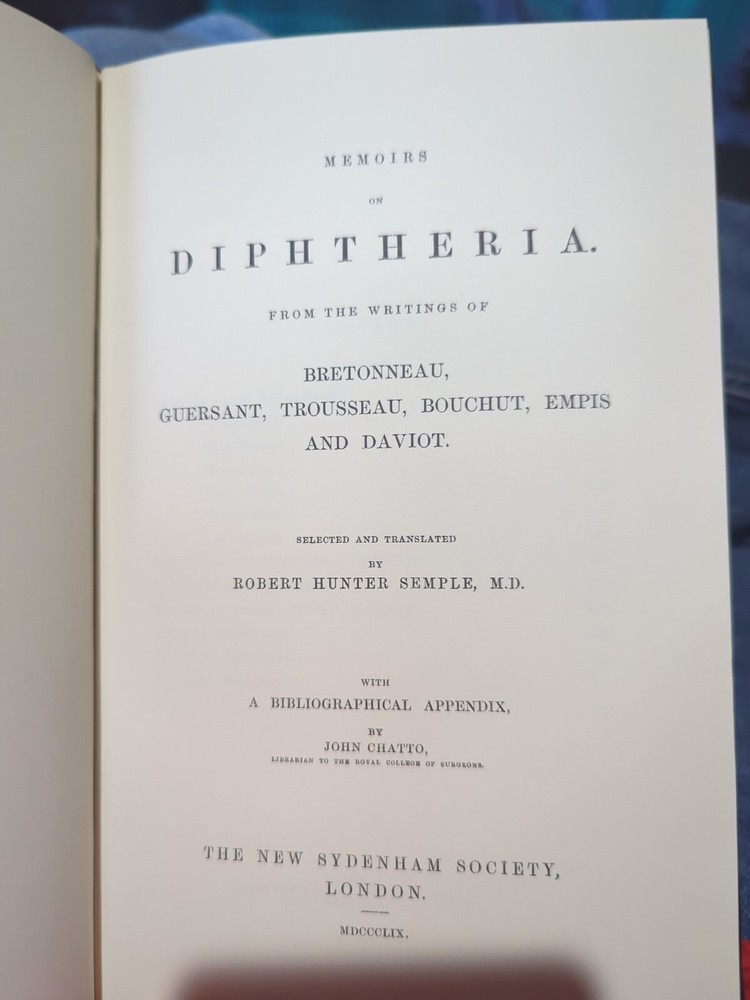 MEMOIRS
ON
DIPHTHERIA.
FROM THE WRITINGS OF
BRETONNEAU,
GUERSANT, TROUSSEAU, BOUCHUT, EMPIS
AND DAVIOT.
SELECTED AND TRANSLATED
BY
ROBERT HUNTER SEMPLE, M.D.
WITH
A BIBLIOGRAPHICAL APPENDIX,
BY
JOHN CHATTO,
LIBRARIAN TO THE ROYAL COLLEGE OF SURGEONS.
THE NEW SYDENHAM SOCIETY,
LONDON.
MDCCCLIX.